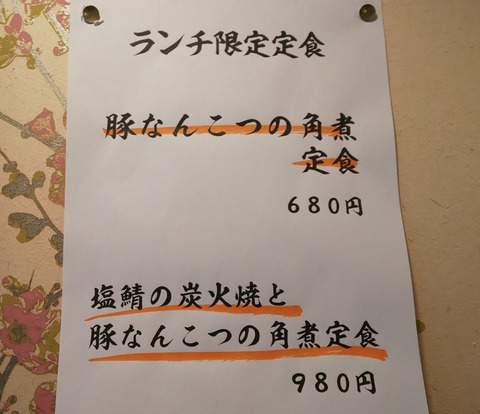 ランチ限定定食
豚なんこつの角煮
定食
680円
塩鯖の炭火焼と
豚なんこつの角煮定食
980円